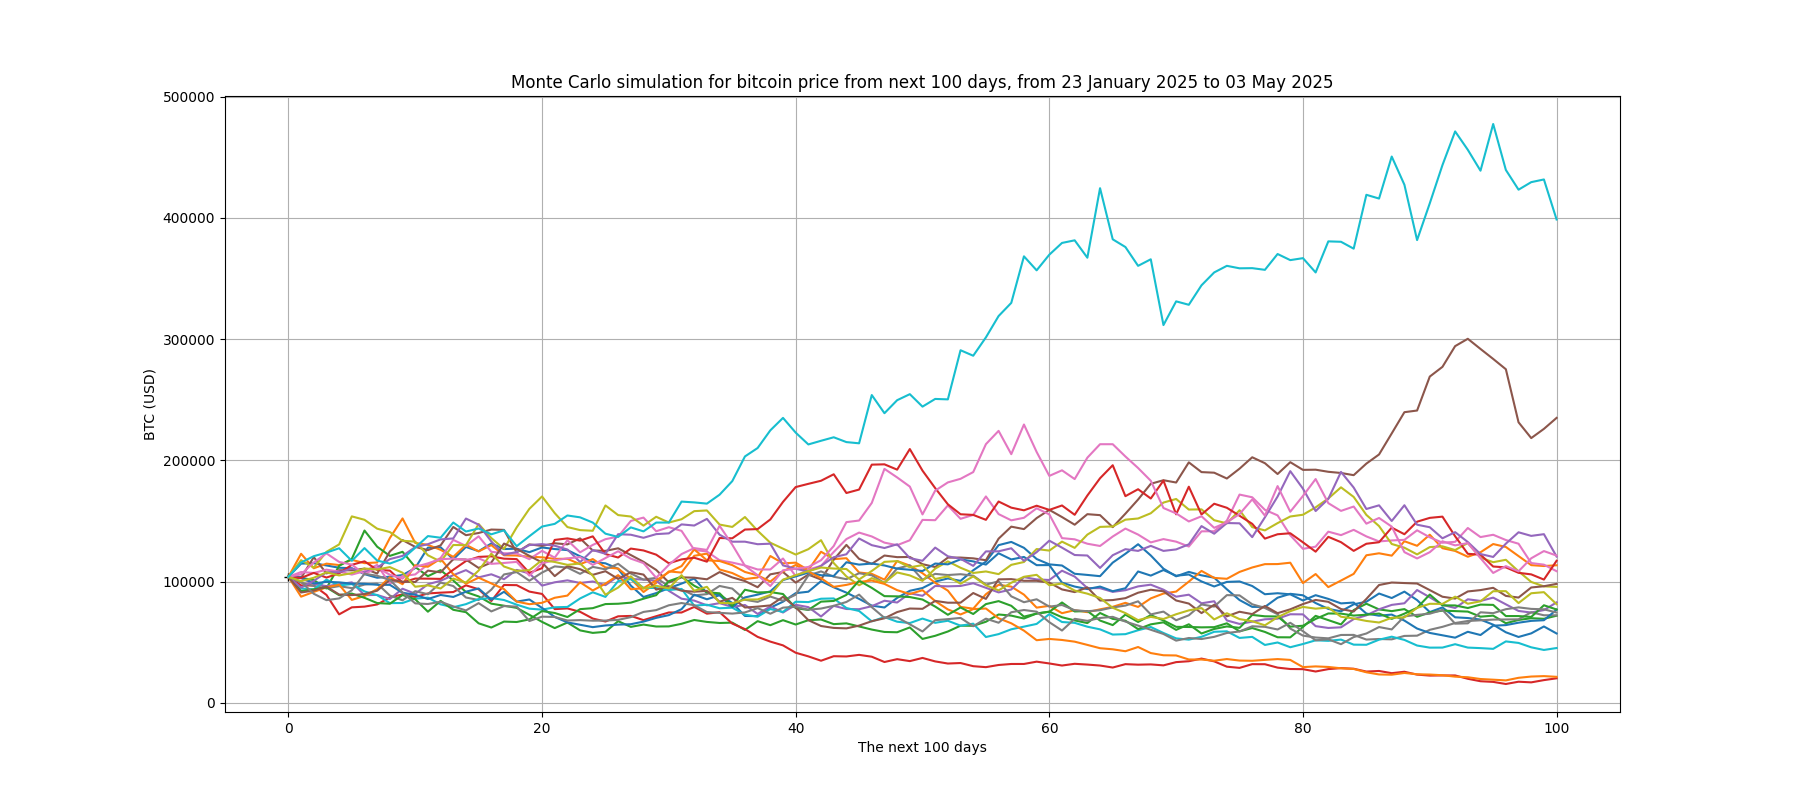 Monte Carlo simulation for bitcoin price from next 100 days, from 23 January 2025 to 03 May 2025
500000
400000
300000
200000
100000
0
BTC (USD)
0 20 40 60 80 100
The next 100 days